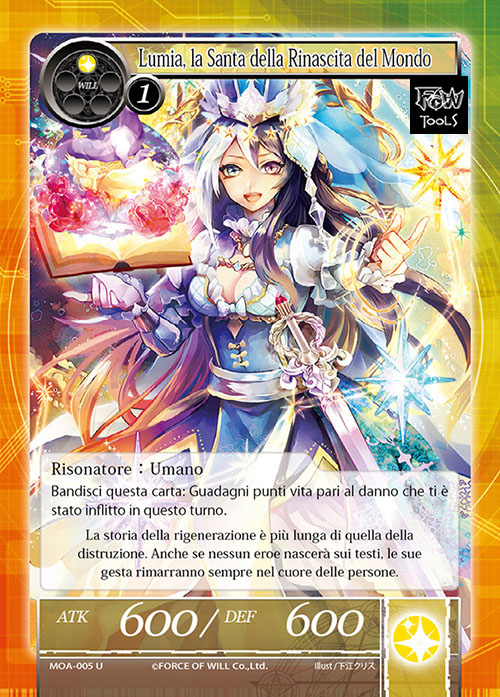 Lumia, la Santa della Rinascita del Mondo
WILL
1
FoW
TOOLS
Risonatore : Umano
Bandisci questa carta: Guadagni punti vita pari al danno che ti è
stato inflitto in questo turno.
La storia della rigenerazione è più lunga di quella della
distruzione. Anche se nessun eroe nascerà sui testi, le sue
gesta rimarranno sempre nel cuore delle persone.
ATK 600 / DEF 600
MOA-005 U ©FORCE OF WILL Co.,Ltd. Illust / 下江クリス